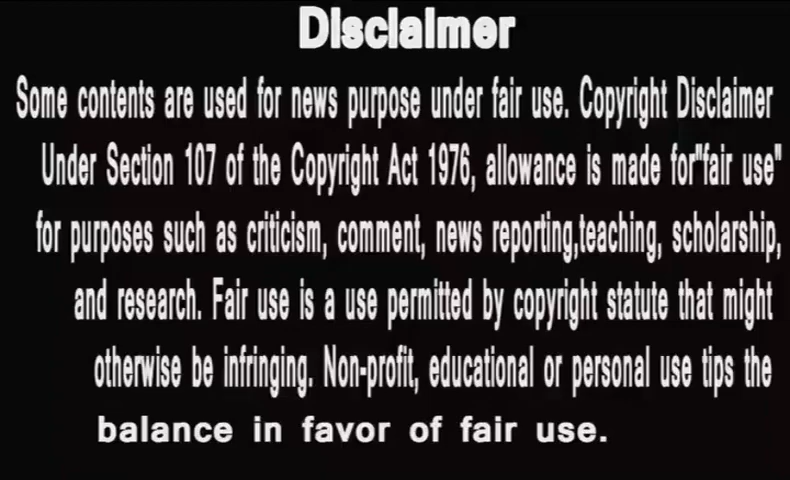 Disclaimer
Some contents are used for news purpose under fair use. Copyright Disclaimer
Under Section 107 of the Copyright Act 1976, allowance is made for"fair use"
for purposes such as criticism, comment, news reporting,teaching, scholarship,
and research. Fair use is a use permitted by copyright statute that might
otherwise be infringing. Non-profit, educational or personal use tips the
balance in favor of fair use.